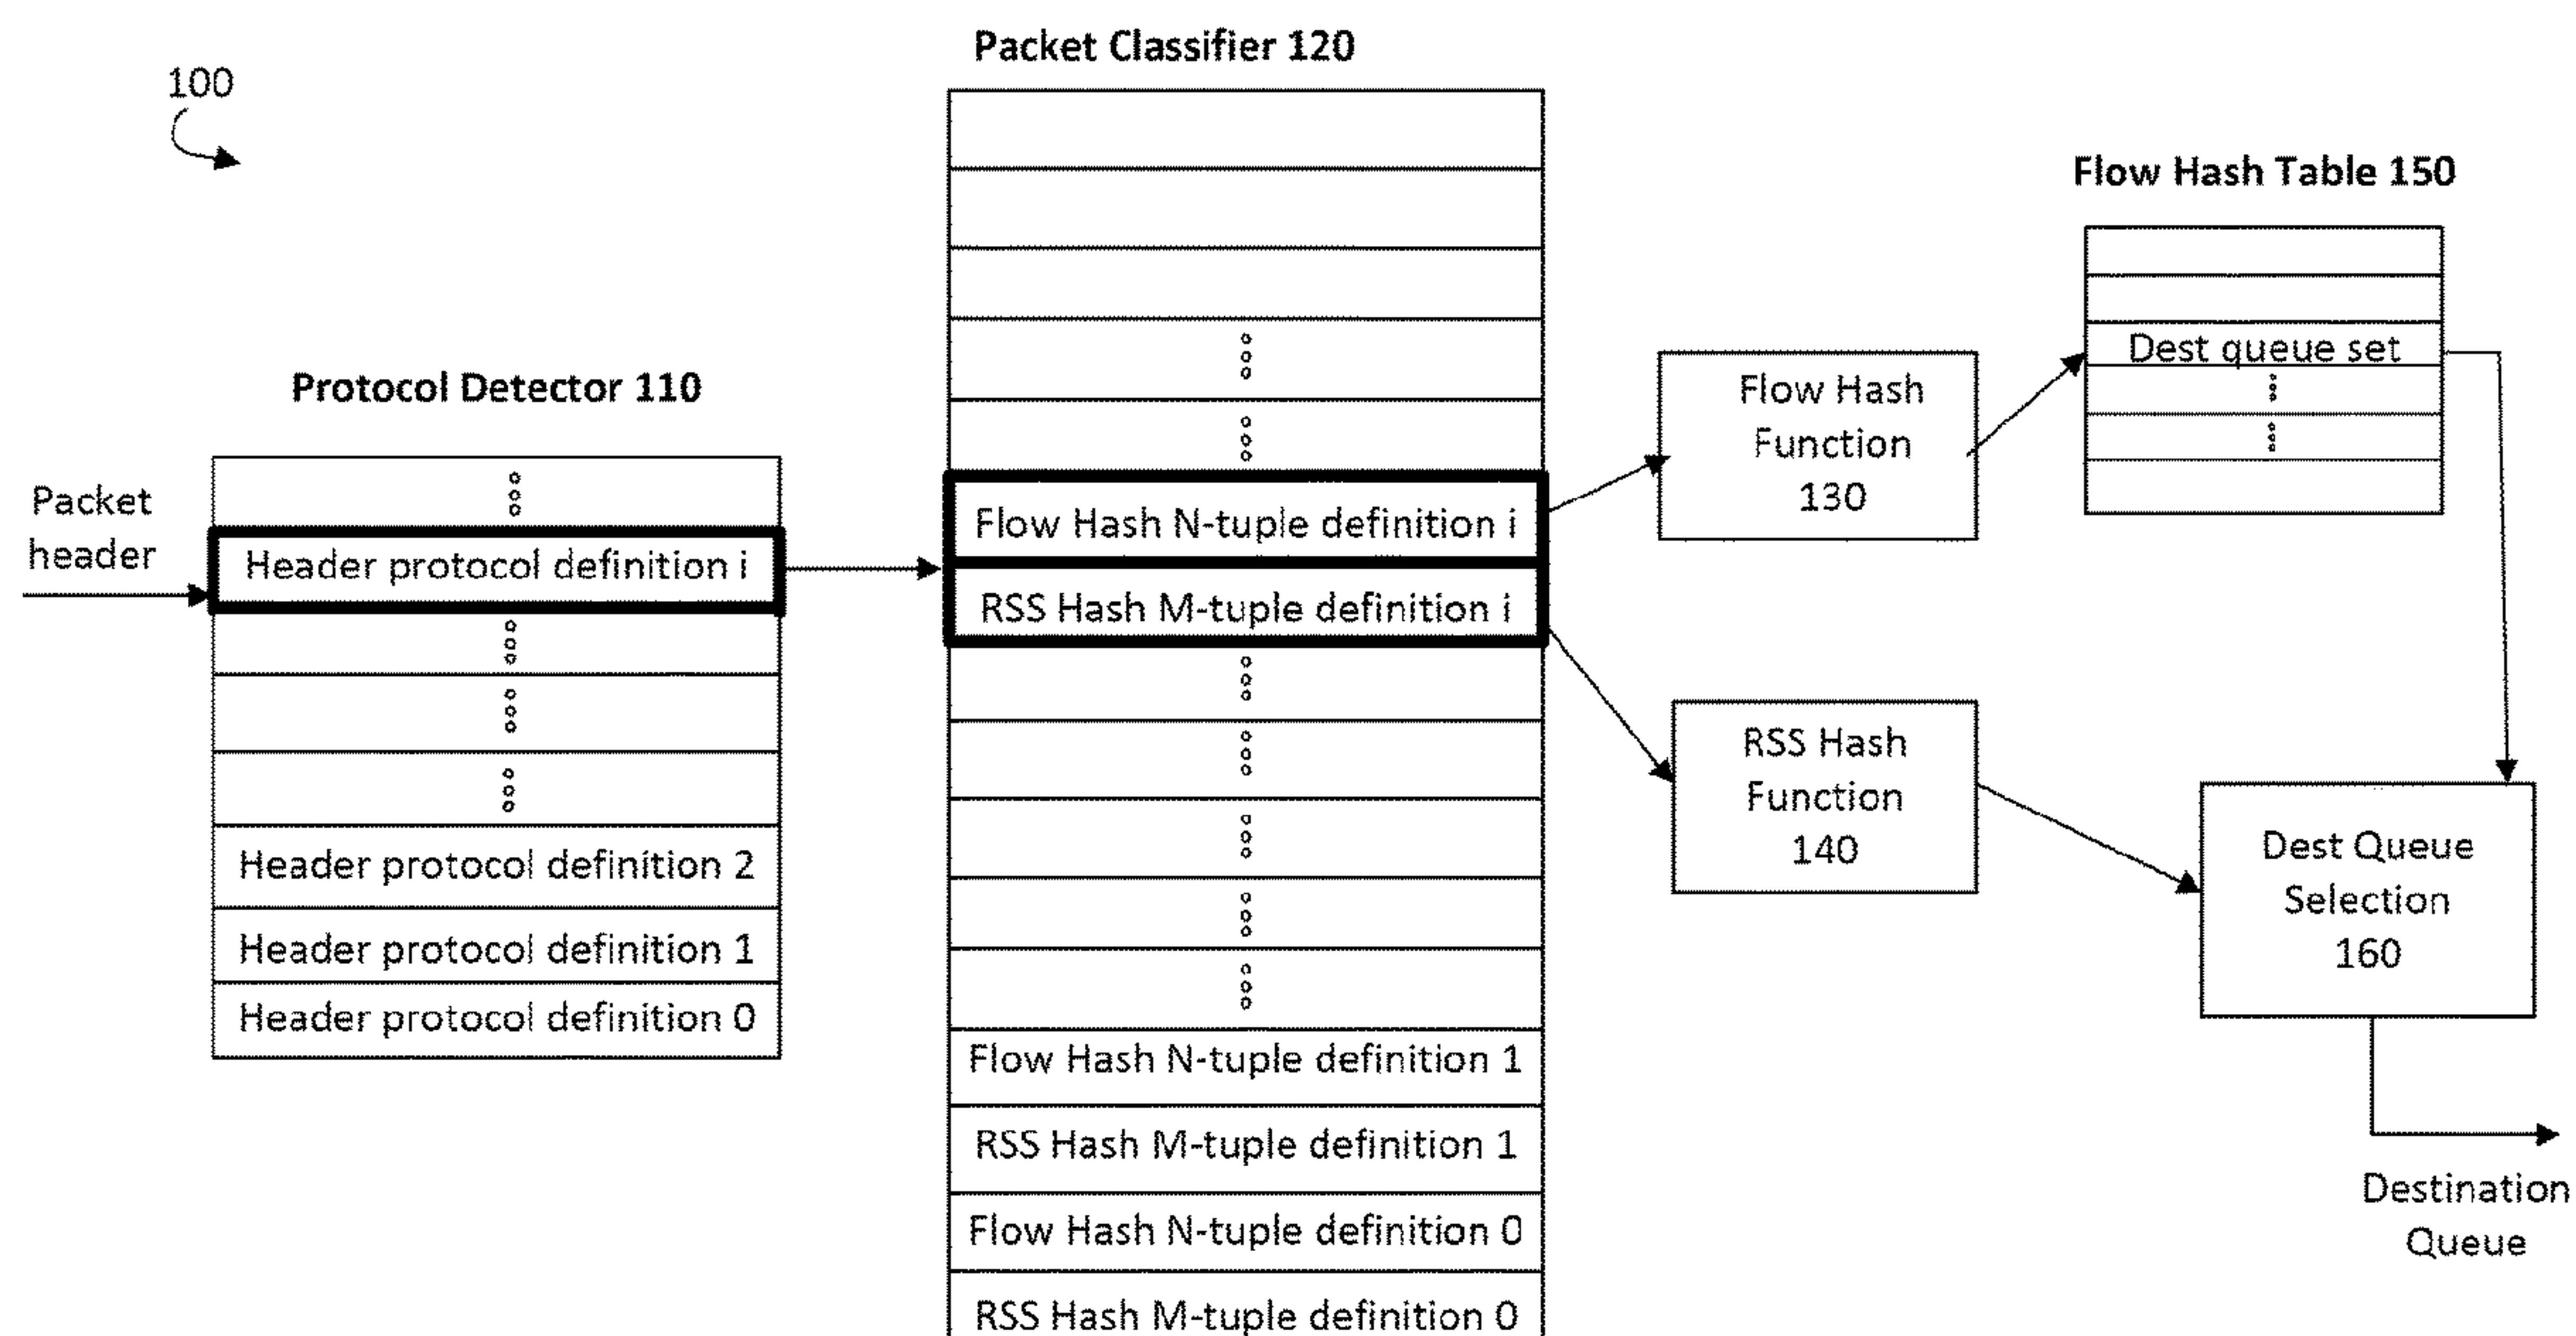 100
Packet Classifier 120
Flow Hash Table 150
Protocol Detector 110
Packet
header
Header protocol definition i
Header protocol definition 2
Header protocol definition 1
Header protocol definition 0
Flow Hash N-tuple definition i
RSS Hash M-tuple definition i
Flow Hash N-tuple definition 1
RSS Hash M-tuple definition 1
Flow Hash N-tuple definition 0
RSS Hash M-tuple definition 0
Flow Hash
Function
130
RSS Hash
Function
140
Dest queue set
Dest Queue
Selection
160
Destination
Queue